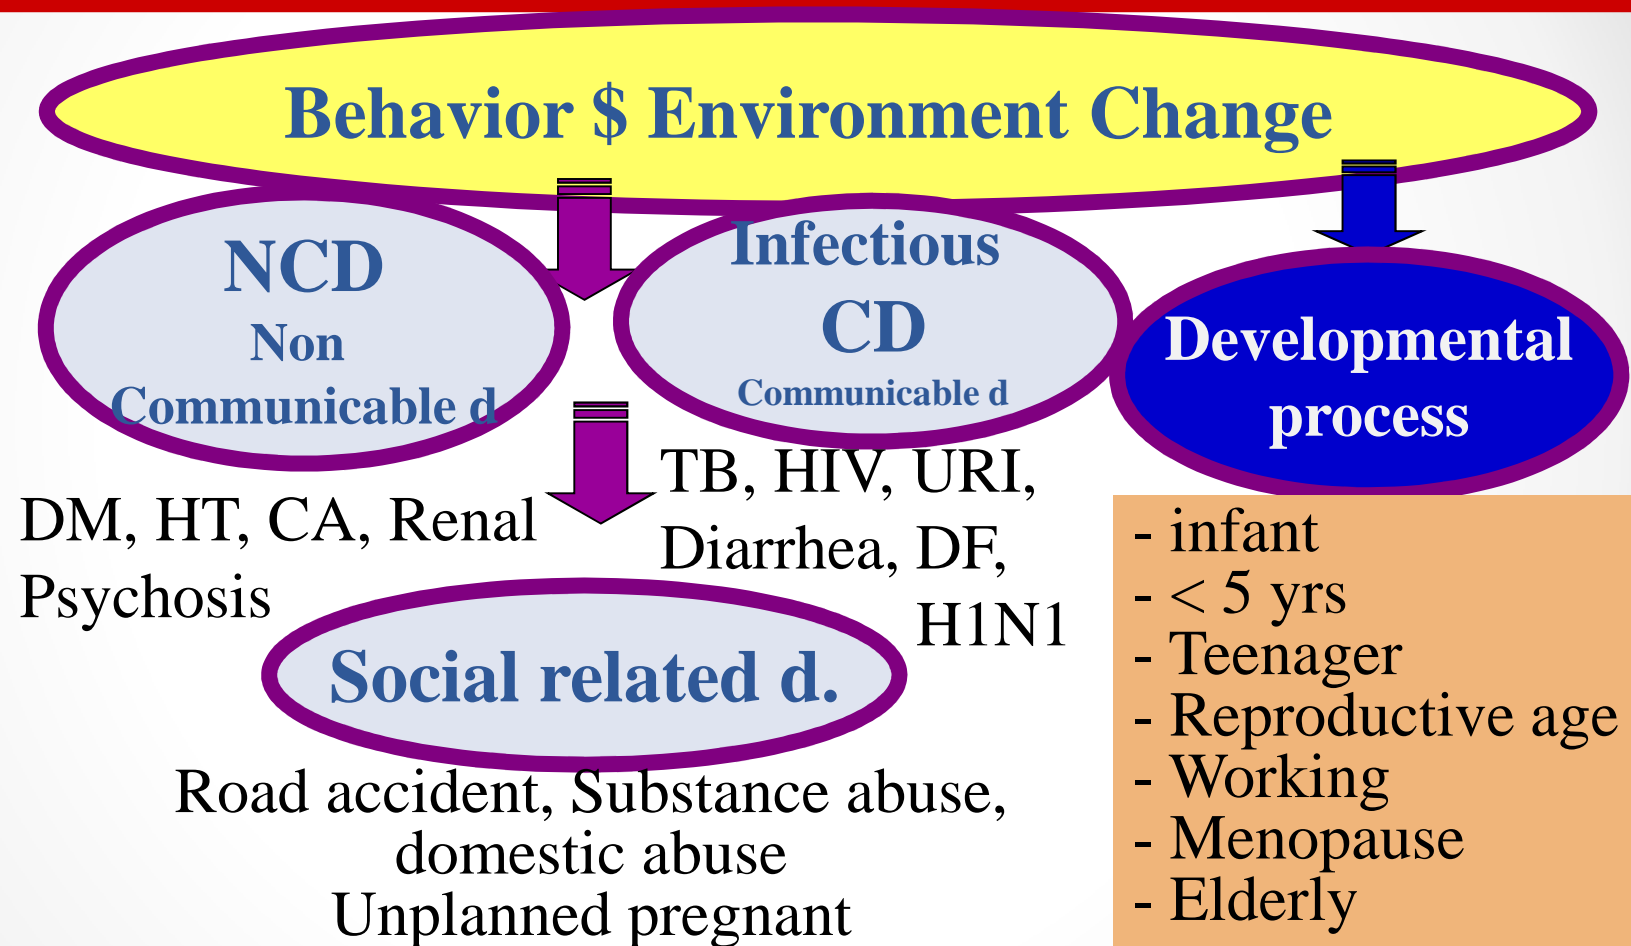 Behavior $ Environment Change
NCD
Non
Communicable d
Infectious
CD
Communicable d
Developmental
process
DM, HT, CA, Renal
Psychosis
TB, HIV, URI,
Diarrhea, DF,
H1N1
Social related d.
Road accident, Substance abuse,
domestic abuse
Unplanned pregnant
- infant
- < 5 yrs
- Teenager
- Reproductive age
- Working
- Menopause
- Elderly